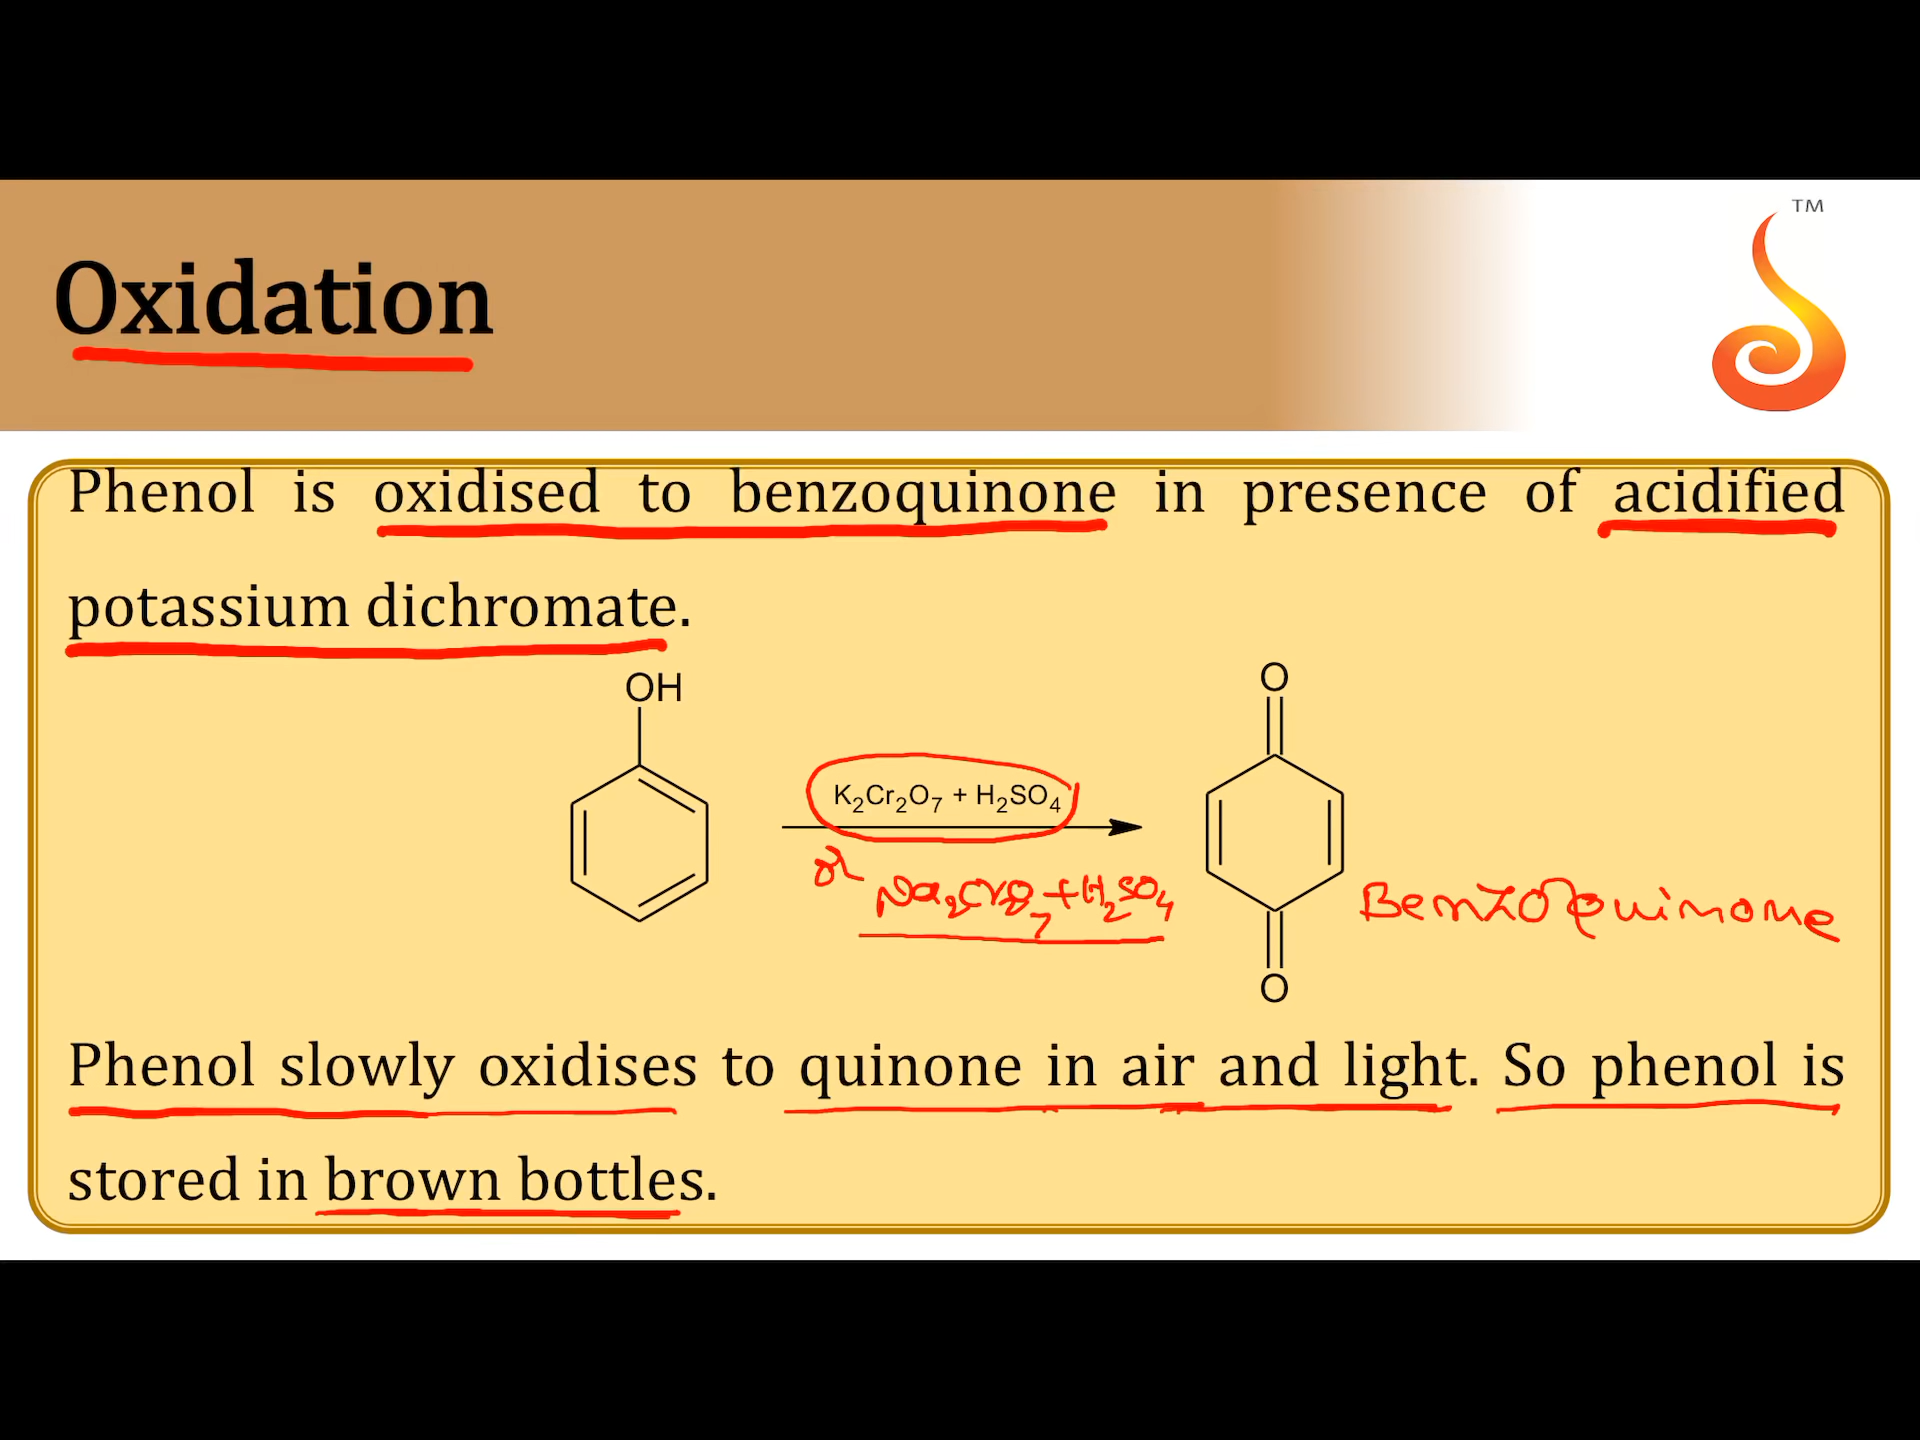 TM
Oxidation
Phenol is oxidised to benzoquinone in presence of acidified
potassium dichromate.
OH
O
K₂Cr₂O₇ + H₂SO₄
or
Na₂Cr₂O₇ + H₂SO₄
Benzoquinone
O
Phenol slowly oxidises to quinone in air and light. So phenol is
stored in brown bottles.